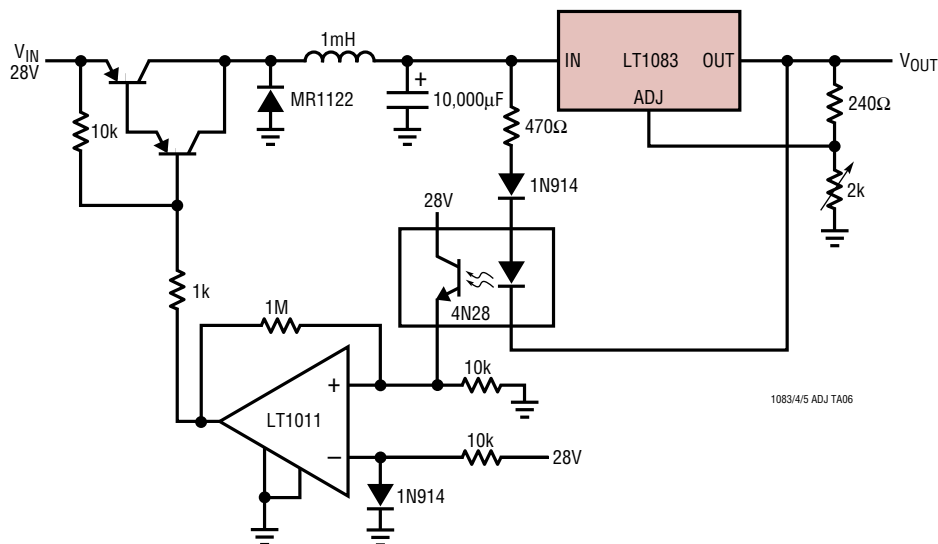 1mH
V_IN
28V
IN
LT1083
OUT
V_OUT
ADJ
MR1122
+
10,000µF
10k
470Ω
240Ω
1N914
2k
28V
4N28
1k
1M
+
10k
LT1011
1083/4/5 ADJ TA06
10k
–
28V
1N914